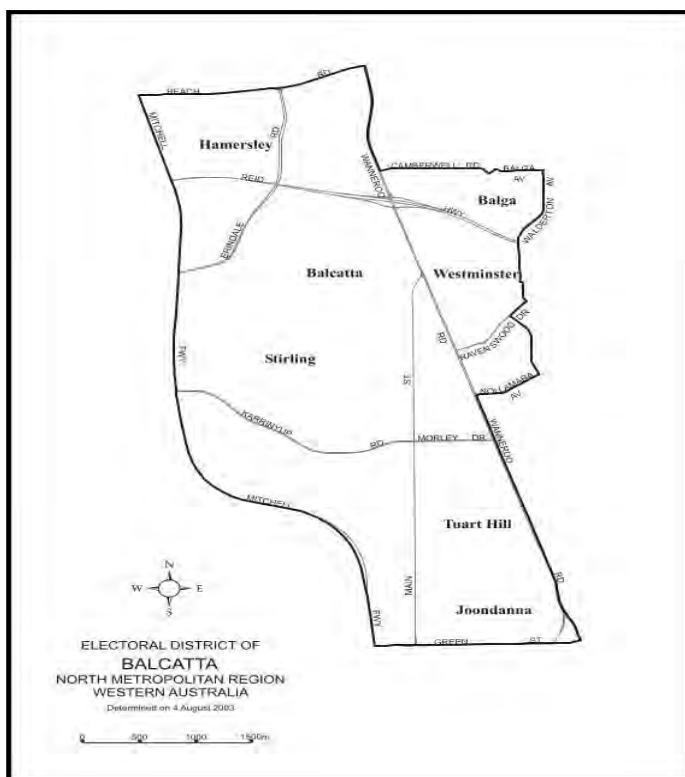 BEACH RD
MITCHELL
Hamersley
RD
WANNEROO
CAMBERWELL RD BALGA AV
REID
Balga
WALDERTON AV
HWY
ERINDALE
Balcatta
Westminster
RD
RAVENSWOOD DR
FWY
Stirling
ST
NOLLAMARA AV
KARRINYUP RD
MORLEY DR
WANNEROO
MITCHELL
Tuart Hill
MAIN
RD
FWY
Joondanna
GREEN ST
N
W E
S
ELECTORAL DISTRICT OF
BALCATTA
NORTH METROPOLITAN REGION
WESTERN AUSTRALIA
Determined on 4 August 2003
0 500 1000 1500m